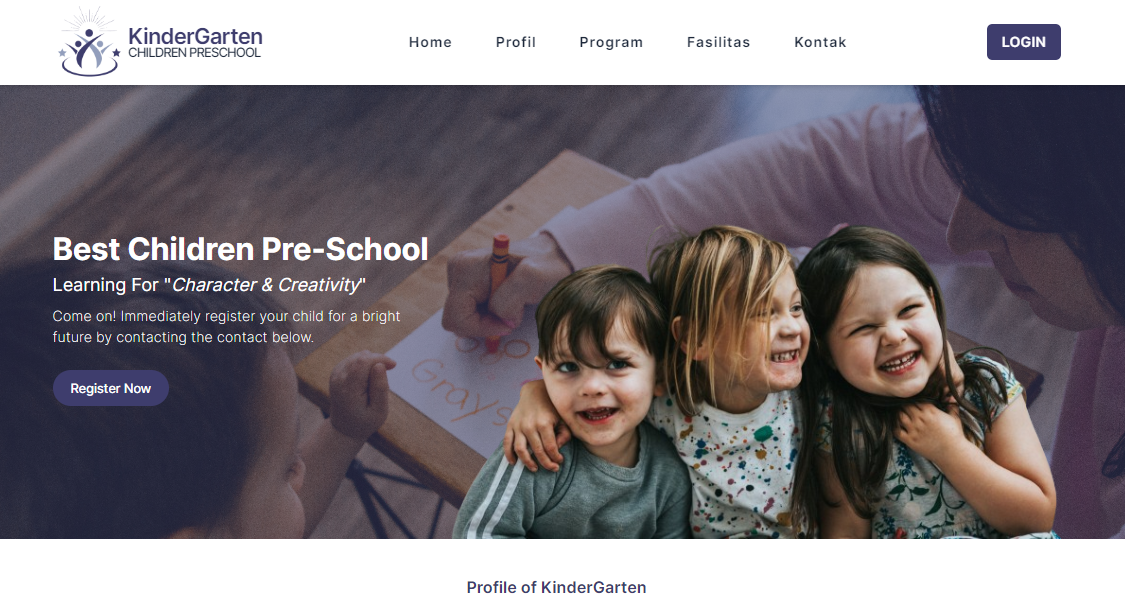 KinderGarten
CHILDREN PRESCHOOL
Home
Profil
Program
Fasilitas
Kontak
LOGIN
Best Children Pre-School
Learning For "Character & Creativity"
Come on! Immediately register your child for a bright
future by contacting the contact below.
Register Now
Grays
Profile of KinderGarten